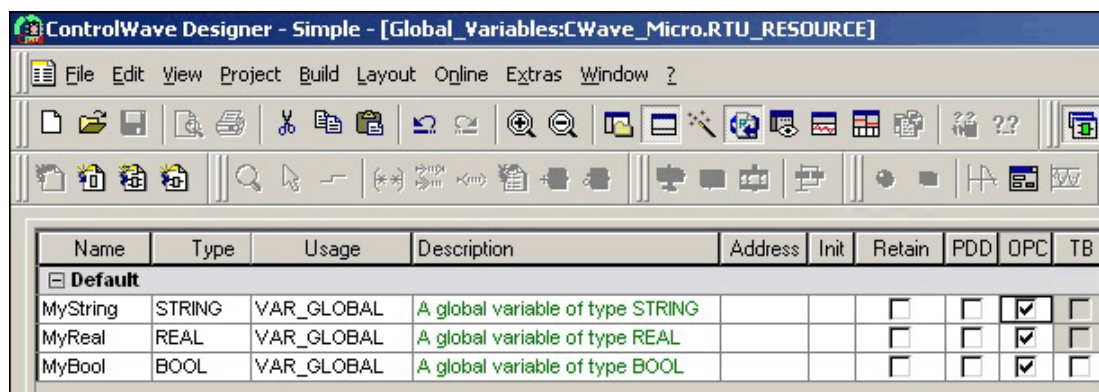 ControlWave Designer - Simple - [Global_Variables:CWave_Micro.RTU_RESOURCE]
File Edit View Project Build Layout Online Extras Window ?
Name Type Usage Description Address Init Retain PDD OPC TB
Default
MyString STRING VAR_GLOBAL A global variable of type STRING
MyReal REAL VAR_GLOBAL A global variable of type REAL
MyBool BOOL VAR_GLOBAL A global variable of type BOOL